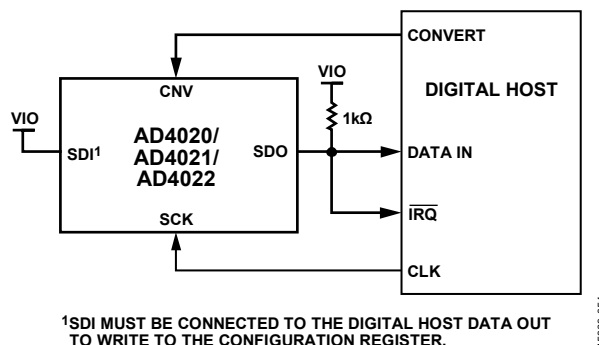 CONVERT
VIO
DIGITAL HOST
CNV
VIO
1kΩ
AD4020/
AD4021/
AD4022
SDI1
SDO
DATA IN
SCK
IRQ
CLK
1SDI MUST BE CONNECTED TO THE DIGITAL HOST DATA OUT
TO WRITE TO THE CONFIGURATION REGISTER.